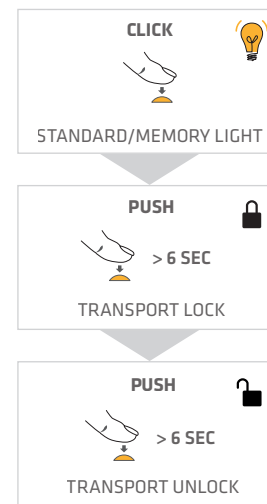 CLICK
STANDARD/MEMORY LIGHT
PUSH
> 6 SEC
TRANSPORT LOCK
PUSH
> 6 SEC
TRANSPORT UNLOCK